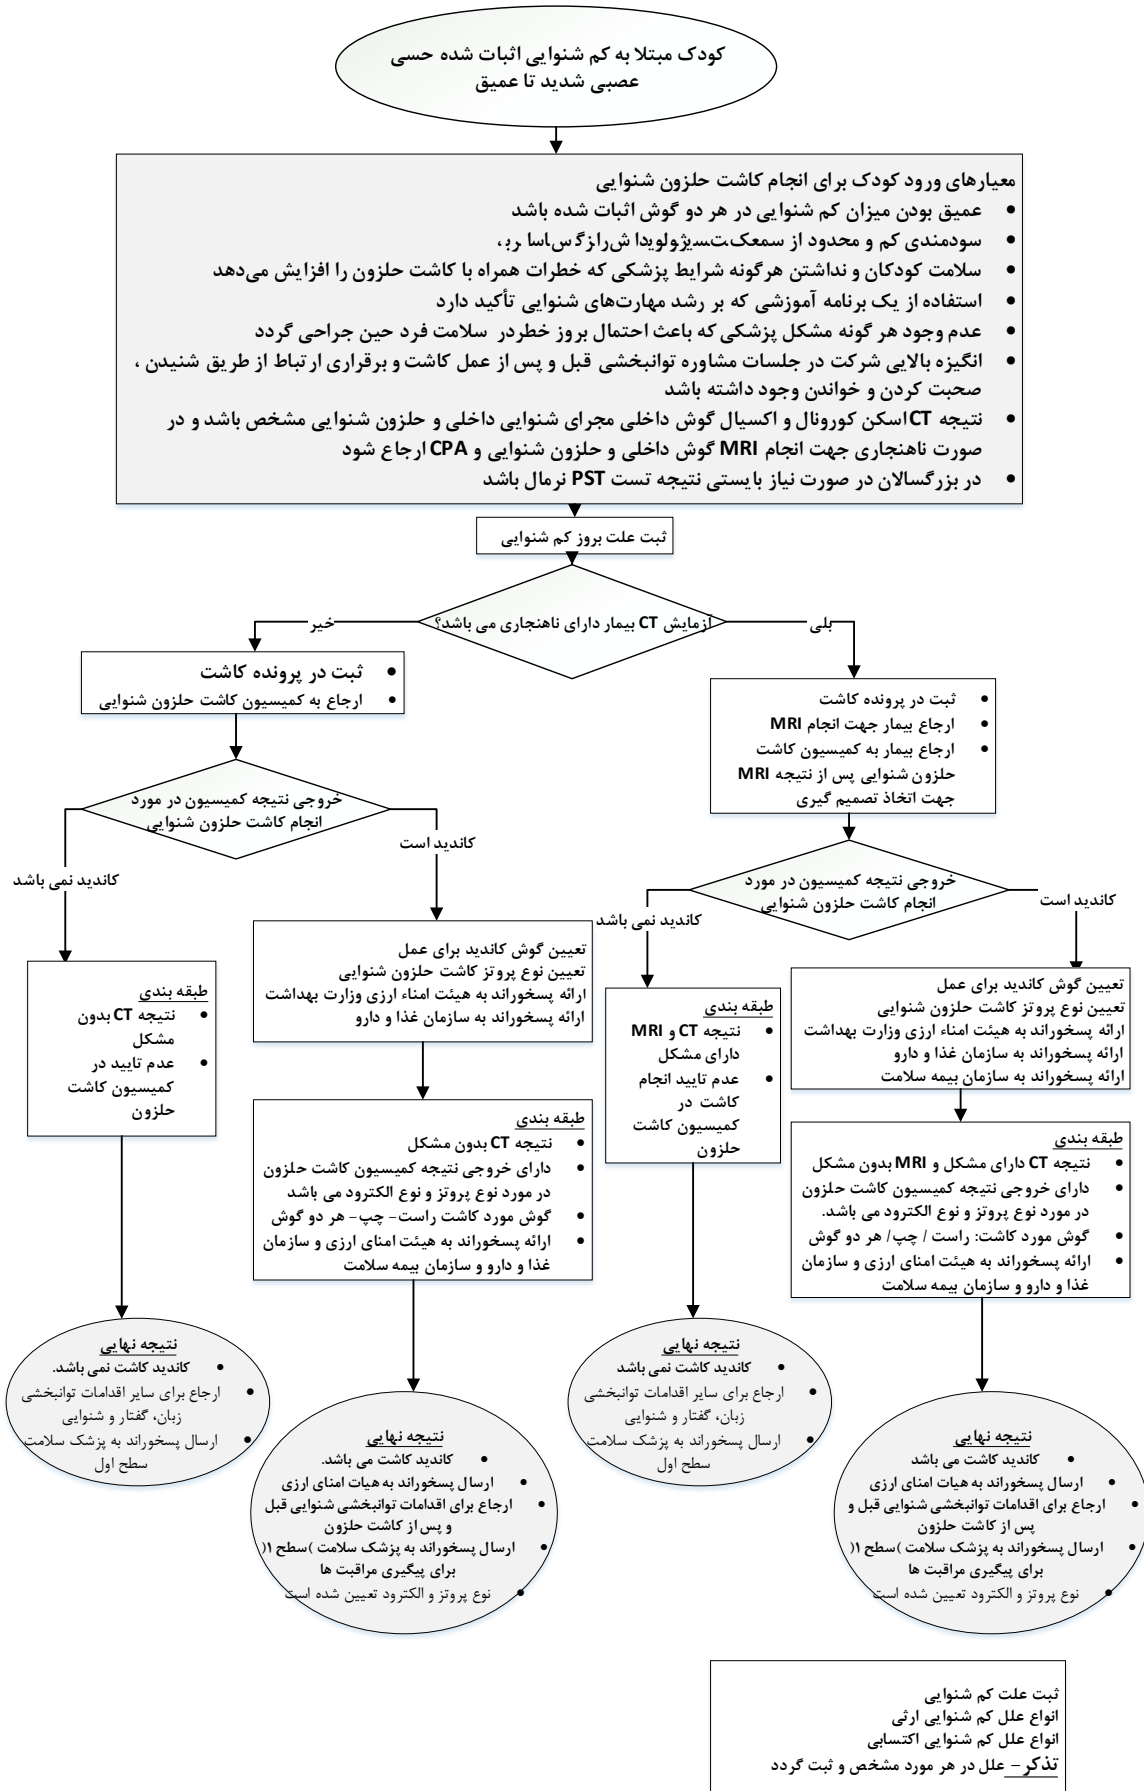 کودک مبتلا به کم شنوایی اثبات شده حسی
عصبی شدید تا عمیق
معیارهای ورود کودک برای انجام کاشت حلزون شنوایی
● عمیق بودن میزان کم شنوایی در هر دو گوش اثبات شده باشد
● سودمندی کم و محدود از سمعک
● سلامت کودکان و نداشتن هرگونه شرایط پزشکی که خطرات همراه با کاشت حلزون را افزایش می‌دهد
● استفاده از یک برنامه آموزشی که بر رشد مهارت‌های شنوایی تأکید دارد
● عدم وجود هر گونه مشکل پزشکی که باعث احتمال بروز خطردر سلامت فرد حین جراحی گردد
● انگیزه بالایی شرکت در جلسات مشاوره توانبخشی قبل و پس از عمل کاشت و برقراری ارتباط از طریق شنیدن ،
صحبت کردن و خواندن وجود داشته باشد
● نتیجه CT اسکن کورونال و اکسیال گوش داخلی مجرای شنوایی داخلی و حلزون شنوایی مشخص باشد و در
صورت ناهنجاری جهت انجام MRI گوش داخلی و حلزون شنوایی و CPA ارجاع شود
● در بزرگسالان در صورت نیاز بایستی نتیجه تست PST نرمال باشد
ثبت علت بروز کم شنوایی
آزمایش CT بیمار دارای ناهنجاری می باشد؟
بلی
خیر
● ثبت در پرونده کاشت
● ارجاع بیمار جهت انجام MRI
● ارجاع بیمار به کمیسیون کاشت
حلزون شنوایی پس از نتیجه MRI
جهت اتخاذ تصمیم گیری
● ثبت در پرونده کاشت
● ارجاع به کمیسیون کاشت حلزون شنوایی
خروجی نتیجه کمیسیون در مورد
انجام کاشت حلزون شنوایی
کاندید است
کاندید نمی باشد
خروجی نتیجه کمیسیون در مورد
انجام کاشت حلزون شنوایی
کاندید است
کاندید نمی باشد
تعیین گوش کاندید برای عمل
تعیین نوع پروتز کاشت حلزون شنوایی
ارائه پسخوراند به هیئت امناء ارزی وزارت بهداشت
ارائه پسخوراند به سازمان غذا و دارو
ارائه پسخوراند به سازمان بیمه سلامت
طبقه بندی
● نتیجه CT و MRI
دارای مشکل
● عدم تایید انجام
کاشت در
کمیسیون کاشت
حلزون
تعیین گوش کاندید برای عمل
تعیین نوع پروتز کاشت حلزون شنوایی
ارائه پسخوراند به هیئت امناء ارزی وزارت بهداشت
ارائه پسخوراند به سازمان غذا و دارو
طبقه بندی
● نتیجه CT بدون
مشکل
● عدم تایید در
کمیسیون کاشت
حلزون
طبقه بندی
● نتیجه CT دارای مشکل و MRI بدون مشکل
● دارای خروجی نتیجه کمیسیون کاشت حلزون
در مورد نوع پروتز و نوع الکترود می باشد.
● گوش مورد کاشت: راست / چپ/ هر دو گوش
● ارائه پسخوراند به هیئت امنای ارزی و سازمان
غذا و دارو و سازمان بیمه سلامت
طبقه بندی
● نتیجه CT بدون مشکل
● دارای خروجی نتیجه کمیسیون کاشت حلزون
در مورد نوع پروتز و نوع الکترود می باشد
● گوش مورد کاشت راست- چپ- هر دو گوش
● ارائه پسخوراند به هیئت امنای ارزی و سازمان
غذا و دارو و سازمان بیمه سلامت
نتیجه نهایی
● کاندید کاشت می باشد
● ارسال پسخوراند به هیات امنای ارزی
● ارجاع برای اقدامات توانبخشی شنوایی قبل و
پس از کاشت حلزون
● ارسال پسخوراند به پزشک سلامت )سطح ۱(
برای پیگیری مراقبت ها
● نوع پروتز و الکترود تعیین شده است
نتیجه نهایی
● کاندید کاشت نمی باشد
● ارجاع برای سایر اقدامات توانبخشی
زبان، گفتار و شنوایی
● ارسال پسخوراند به پزشک سلامت
سطح اول
نتیجه نهایی
● کاندید کاشت می باشد.
● ارسال پسخوراند به هیات امنای ارزی
● ارجاع برای اقدامات توانبخشی شنوایی قبل
و پس از کاشت حلزون
● ارسال پسخوراند به پزشک سلامت )سطح ۱(
برای پیگیری مراقبت ها
● نوع پروتز و الکترود تعیین شده است
نتیجه نهایی
● کاندید کاشت نمی باشد.
● ارجاع برای سایر اقدامات توانبخشی
زبان، گفتار و شنوایی
● ارسال پسخوراند به پزشک سلامت
سطح اول
ثبت علت کم شنوایی
انواع علل کم شنوایی ارثی
انواع علل کم شنوایی اکتسابی
تذکر – علل در هر مورد مشخص و ثبت گردد